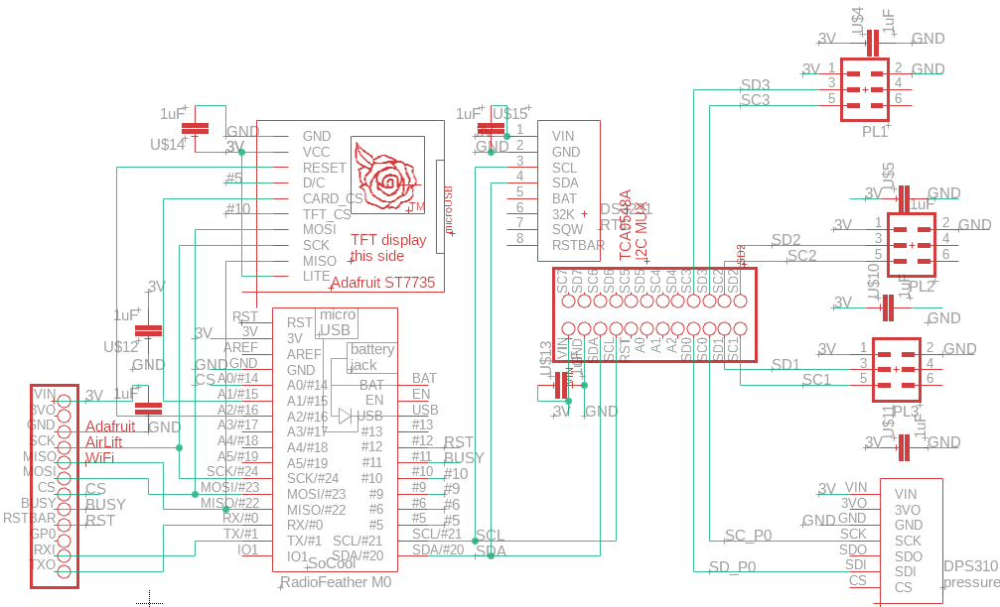 U$4
1uF
3V
GND
3V
1
2
GND
3
4
5
6
PL1
SD3
SC3
1uF
U$14
GND
3V
#5
#10
GND
VCC
RESET
D/C
CARD_CS
TFT_CS
MOSI
SCK
MISO
LITE
TM
TFT display
this side
microUSB
Adafruit ST7735
1uF
U$15
GND
1
2
3
4
5
6
7
8
VIN
GND
SCL
SDA
BAT
32K
SQW
RSTBAR
TCA9548A
I2C MUX
U$5
3V
GND
1uF
3V
1
2
GND
3
4
5
6
PL2
SD2
SC2
SD2
U$10
1uF
3V
GND
3V
1
2
GND
3
4
5
6
PL3
SD1
SC1
U$11
1uF
3V
GND
SC7
SD7
SC6
SD6
SC5
SD5
SC4
SD4
SC3
SD3
SC2
SD2
VIN
GND
SDA
SCL
RST
A0
A1
A2
SD0
SC0
SD1
SC1
U$13
3V
GND
3V
1uF
U$12
GND
1uF
GND
VIN
3VO
GND
SCK
MISO
MOSI
CS
BUSY
RSTBAR
GP0
RXI
TXO
3V
Adafruit
AirLift
WiFi
CS
BUSY
RST
3V
GND
CS
RST
3V
AREF
GND
A0/#14
A1/#15
A2/#16
A3/#17
A4/#18
A5/#19
SCK/#24
MOSI/#23
MISO/#22
RX/#0
TX/#1
IO1
RST
3V
AREF
GND
A0/#14
A1/#15
A2/#16
A3/#17
A4/#18
A5/#19
SCK/#24
MOSI/#23
MISO/#22
RX/#0
TX/#1
IO1
micro
USB
battery
jack
BAT
EN
USB
#13
#12
#11
#10
#9
#6
#5
SCL/#21
SDA/#20
BAT
EN
USB
#13
#12
#11
#10
#9
#6
#5
SCL/#21
SDA/#20
RST
BUSY
#10
#9
#6
#5
SCL
SDA
SoCool
RadioFeather M0
3V
GND
SC_P0
SD_P0
VIN
3VO
GND
SCK
SDO
SDI
CS
VIN
3VO
GND
SCK
SDO
SDI
CS
DPS310
pressure